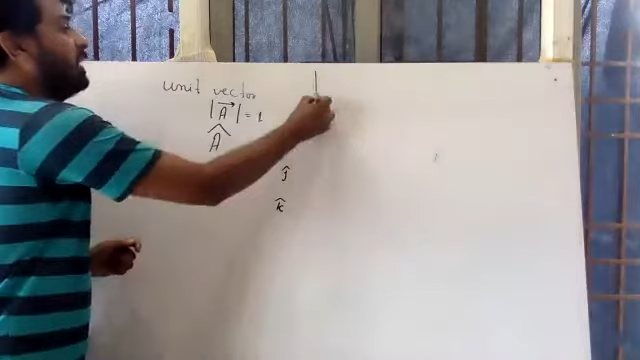 unit vector
|A⃗| = 1
Â
ĵ
k̂